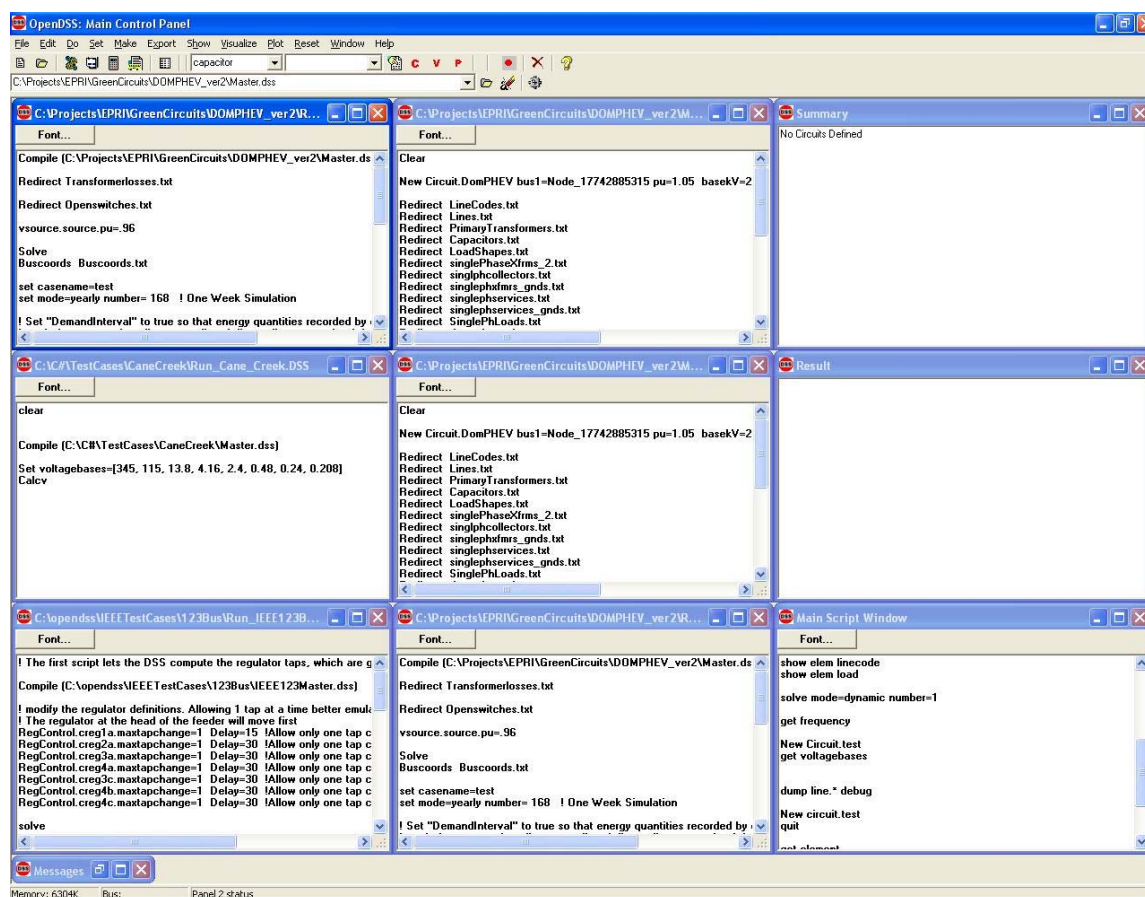 OpenDSS: Main Control Panel
File Edit Do Set Make Export Show Visualize Plot Reset Window Help
capacitor
C V P
C:\Projects\EPRI\GreenCircuits\DOMPHEV_ver2\Master.dss
C:\Projects\EPRI\GreenCircuits\DOMPHEV_ver2\R...
Font...
Compile (C:\Projects\EPRI\GreenCircuits\DOMPHEV_ver2\Master.ds
Redirect Transformerlosses.txt
Redirect Openswitches.txt
vsource.source.pu=.96
Solve
Buscoords Buscoords.txt
set casename=test
set mode=yearly number= 168 ! One Week Simulation
! Set "DemandInterval" to true so that energy quantities recorded by
C:\Projects\EPRI\GreenCircuits\DOMPHEV_ver2\M...
Font...
Clear
New Circuit.DomPHEV bus1=Node_17742885315 pu=1.05 basekV=2
Redirect LineCodes.txt
Redirect Lines.txt
Redirect PrimaryTransformers.txt
Redirect Capacitors.txt
Redirect LoadShapes.txt
Redirect singlePhaseXfrms_2.txt
Redirect singlphcollectors.txt
Redirect singlephxfmrs_gnds.txt
Redirect singlephservices.txt
Redirect singlephservices_gnds.txt
Redirect SinglePhLoads.txt
Summary
No Circuits Defined
C:\C#\TestCases\CaneCreek\Run_Cane_Creek.DSS
Font...
clear
Compile (C:\C#\TestCases\CaneCreek\Master.dss)
Set voltagebases=[345, 115, 13.8, 4.16, 2.4, 0.48, 0.24, 0.208]
Calcv
C:\Projects\EPRI\GreenCircuits\DOMPHEV_ver2\M...
Font...
Clear
New Circuit.DomPHEV bus1=Node_17742885315 pu=1.05 basekV=2
Redirect LineCodes.txt
Redirect Lines.txt
Redirect PrimaryTransformers.txt
Redirect Capacitors.txt
Redirect LoadShapes.txt
Redirect singlePhaseXfrms_2.txt
Redirect singlphcollectors.txt
Redirect singlephxfmrs_gnds.txt
Redirect singlephservices.txt
Redirect singlephservices_gnds.txt
Redirect SinglePhLoads.txt
Result
C:\opendss\IEEETestCases\123Bus\Run_IEEE123B...
Font...
! The first script lets the DSS compute the regulator taps, which are g
Compile (C:\opendss\IEEETestCases\123Bus\IEEE123Master.dss)
! modify the regulator definitions. Allowing 1 tap at a time better emula
! The regulator at the head of the feeder will move first
RegControl.creg1a.maxtapchange=1 Delay=15 !Allow only one tap c
RegControl.creg2a.maxtapchange=1 Delay=30 !Allow only one tap c
RegControl.creg3a.maxtapchange=1 Delay=30 !Allow only one tap c
RegControl.creg4a.maxtapchange=1 Delay=30 !Allow only one tap c
RegControl.creg3c.maxtapchange=1 Delay=30 !Allow only one tap c
RegControl.creg4b.maxtapchange=1 Delay=30 !Allow only one tap c
RegControl.creg4c.maxtapchange=1 Delay=30 !Allow only one tap c
solve
C:\Projects\EPRI\GreenCircuits\DOMPHEV_ver2\R...
Font...
Compile (C:\Projects\EPRI\GreenCircuits\DOMPHEV_ver2\Master.ds
Redirect Transformerlosses.txt
Redirect Openswitches.txt
vsource.source.pu=.96
Solve
Buscoords Buscoords.txt
set casename=test
set mode=yearly number= 168 ! One Week Simulation
! Set "DemandInterval" to true so that energy quantities recorded by
Main Script Window
Font...
show elem linecode
show elem load
solve mode=dynamic number=1
get frequency
New Circuit.test
get voltagebases
dump line.* debug
New circuit.test
quit
get element
Messages
Memory: 6304K Bus: Panel 2 status